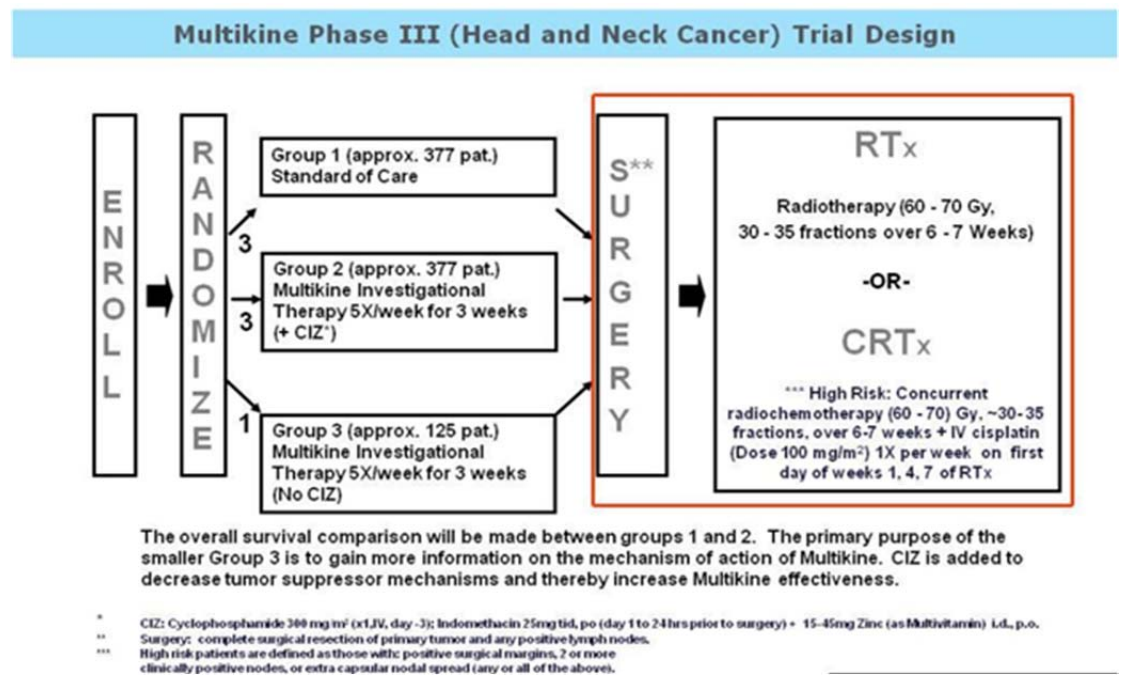 Multikine Phase III (Head and Neck Cancer) Trial Design
ENROLL
RANDOMIZE
3
3
1
Group 1 (approx. 377 pat.)
Standard of Care
Group 2 (approx. 377 pat.)
Multikine Investigational
Therapy 5X/week for 3 weeks
(+ CIZ*)
Group 3 (approx. 125 pat.)
Multikine Investigational
Therapy 5X/week for 3 weeks
(No CIZ)
S**URGERY
RTx
Radiotherapy (60 - 70 Gy,
30 - 35 fractions over 6 - 7 Weeks)
-OR-
CRTx
*** High Risk: Concurrent
radiochemotherapy (60 - 70) Gy, ~30-35
fractions, over 6-7 weeks + IV cisplatin
(Dose 100 mg/m²) 1X per week on first
day of weeks 1, 4, 7 of RTx
The overall survival comparison will be made between groups 1 and 2. The primary purpose of the
smaller Group 3 is to gain more information on the mechanism of action of Multikine. CIZ is added to
decrease tumor suppressor mechanisms and thereby increase Multikine effectiveness.
* CIZ: Cyclophosphamide 300 mg/m² (x1,IV, day -3); Indomethacin 25mg tid, po (day 1 to 24 hrs prior to surgery) + 15-45mg Zinc (as Multivitamin) i.d., p.o.
** Surgery: complete surgical resection of primary tumor and any positive lymph nodes.
*** High risk patients are defined as those with: positive surgical margins, 2 or more
clinically positive nodes, or extra capsular nodal spread (any or all of the above).